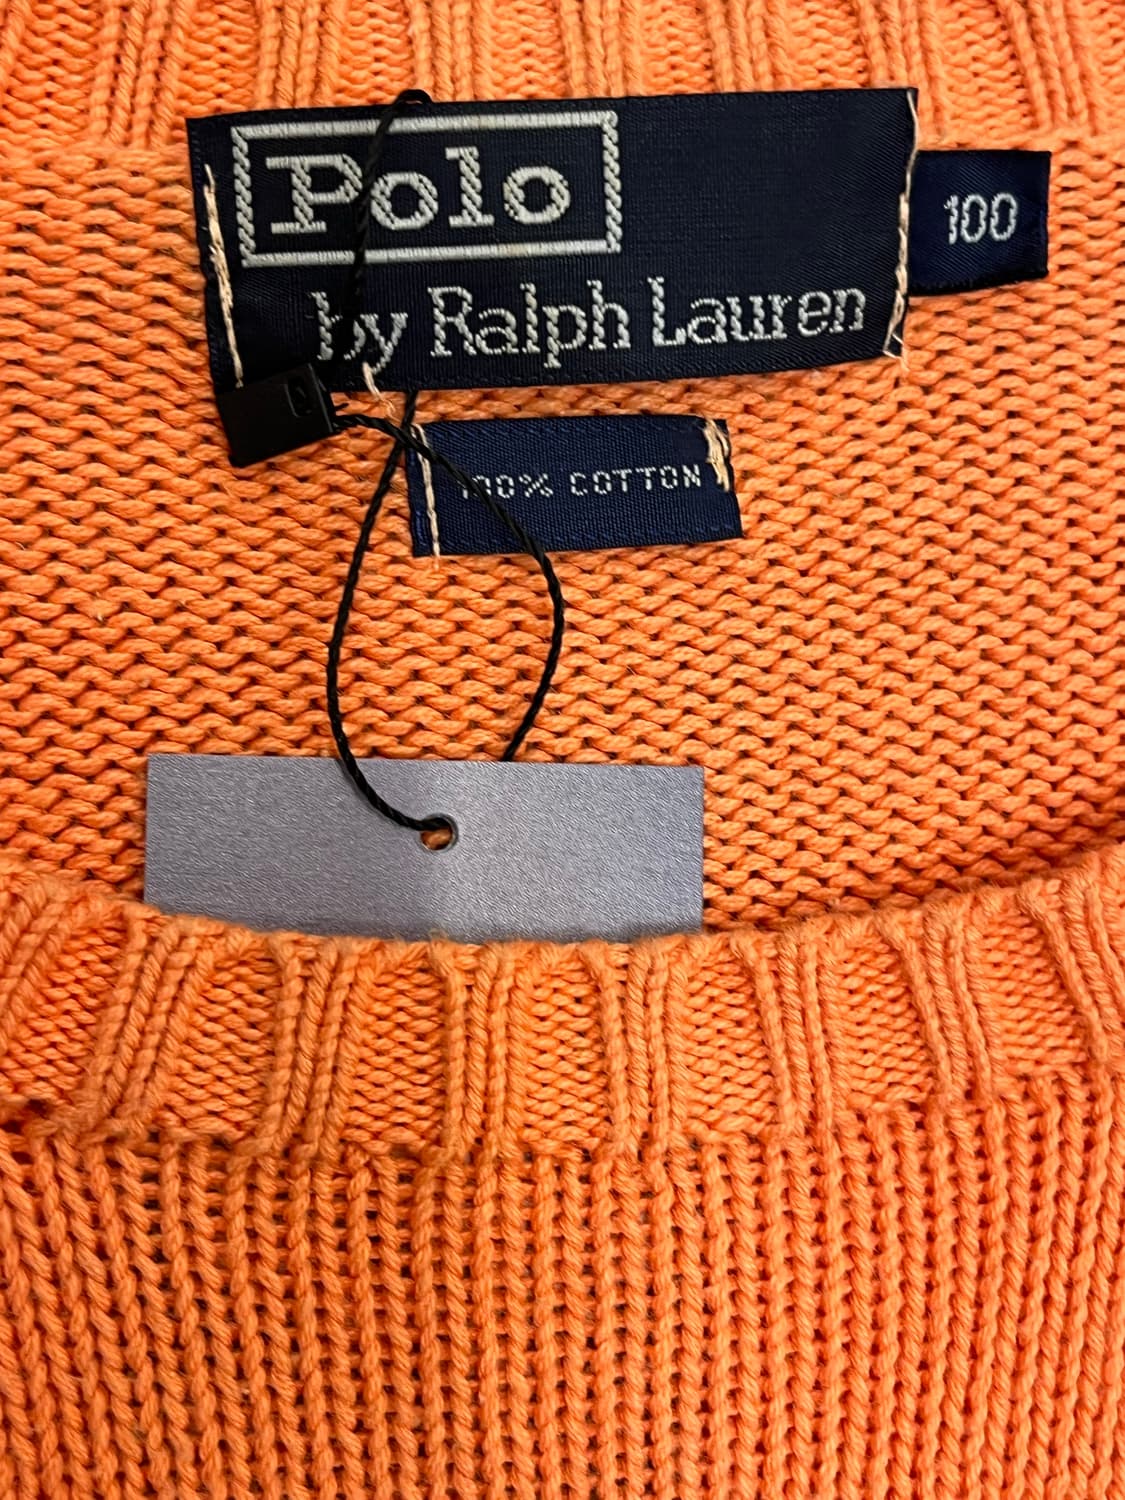 Polo
by Ralph Lauren
100
100% COTTON